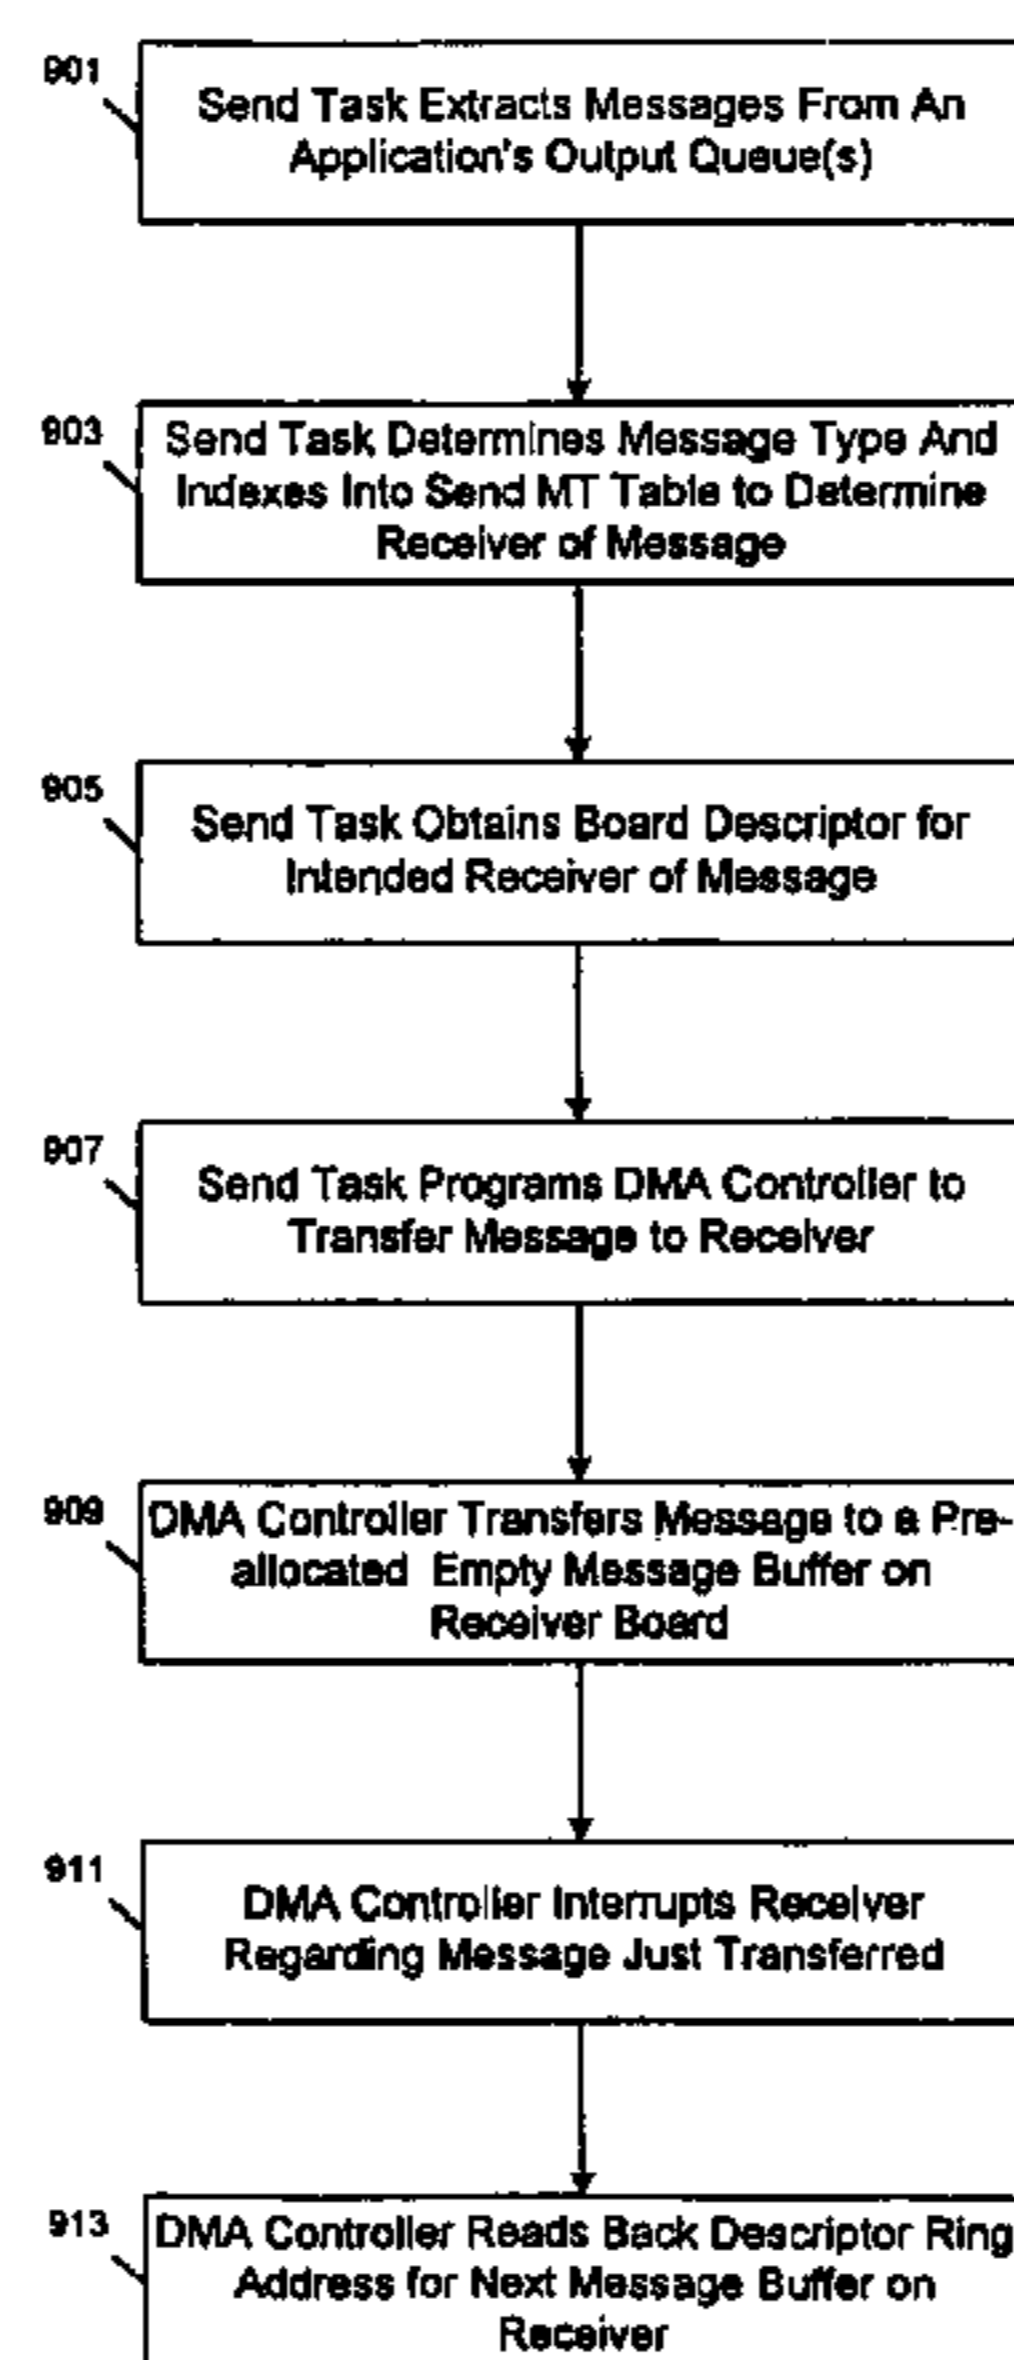 901
Send Task Extracts Messages From An
Application's Output Queue(s)
903
Send Task Determines Message Type And
Indexes Into Send MT Table to Determine
Receiver of Message
905
Send Task Obtains Board Descriptor for
Intended Receiver of Message
907
Send Task Programs DMA Controller to
Transfer Message to Receiver
909
DMA Controller Transfers Message to a Pre-
allocated Empty Message Buffer on
Receiver Board
911
DMA Controller Interrupts Receiver
Regarding Message Just Transferred
913
DMA Controller Reads Back Descriptor Ring
Address for Next Message Buffer on
Receiver